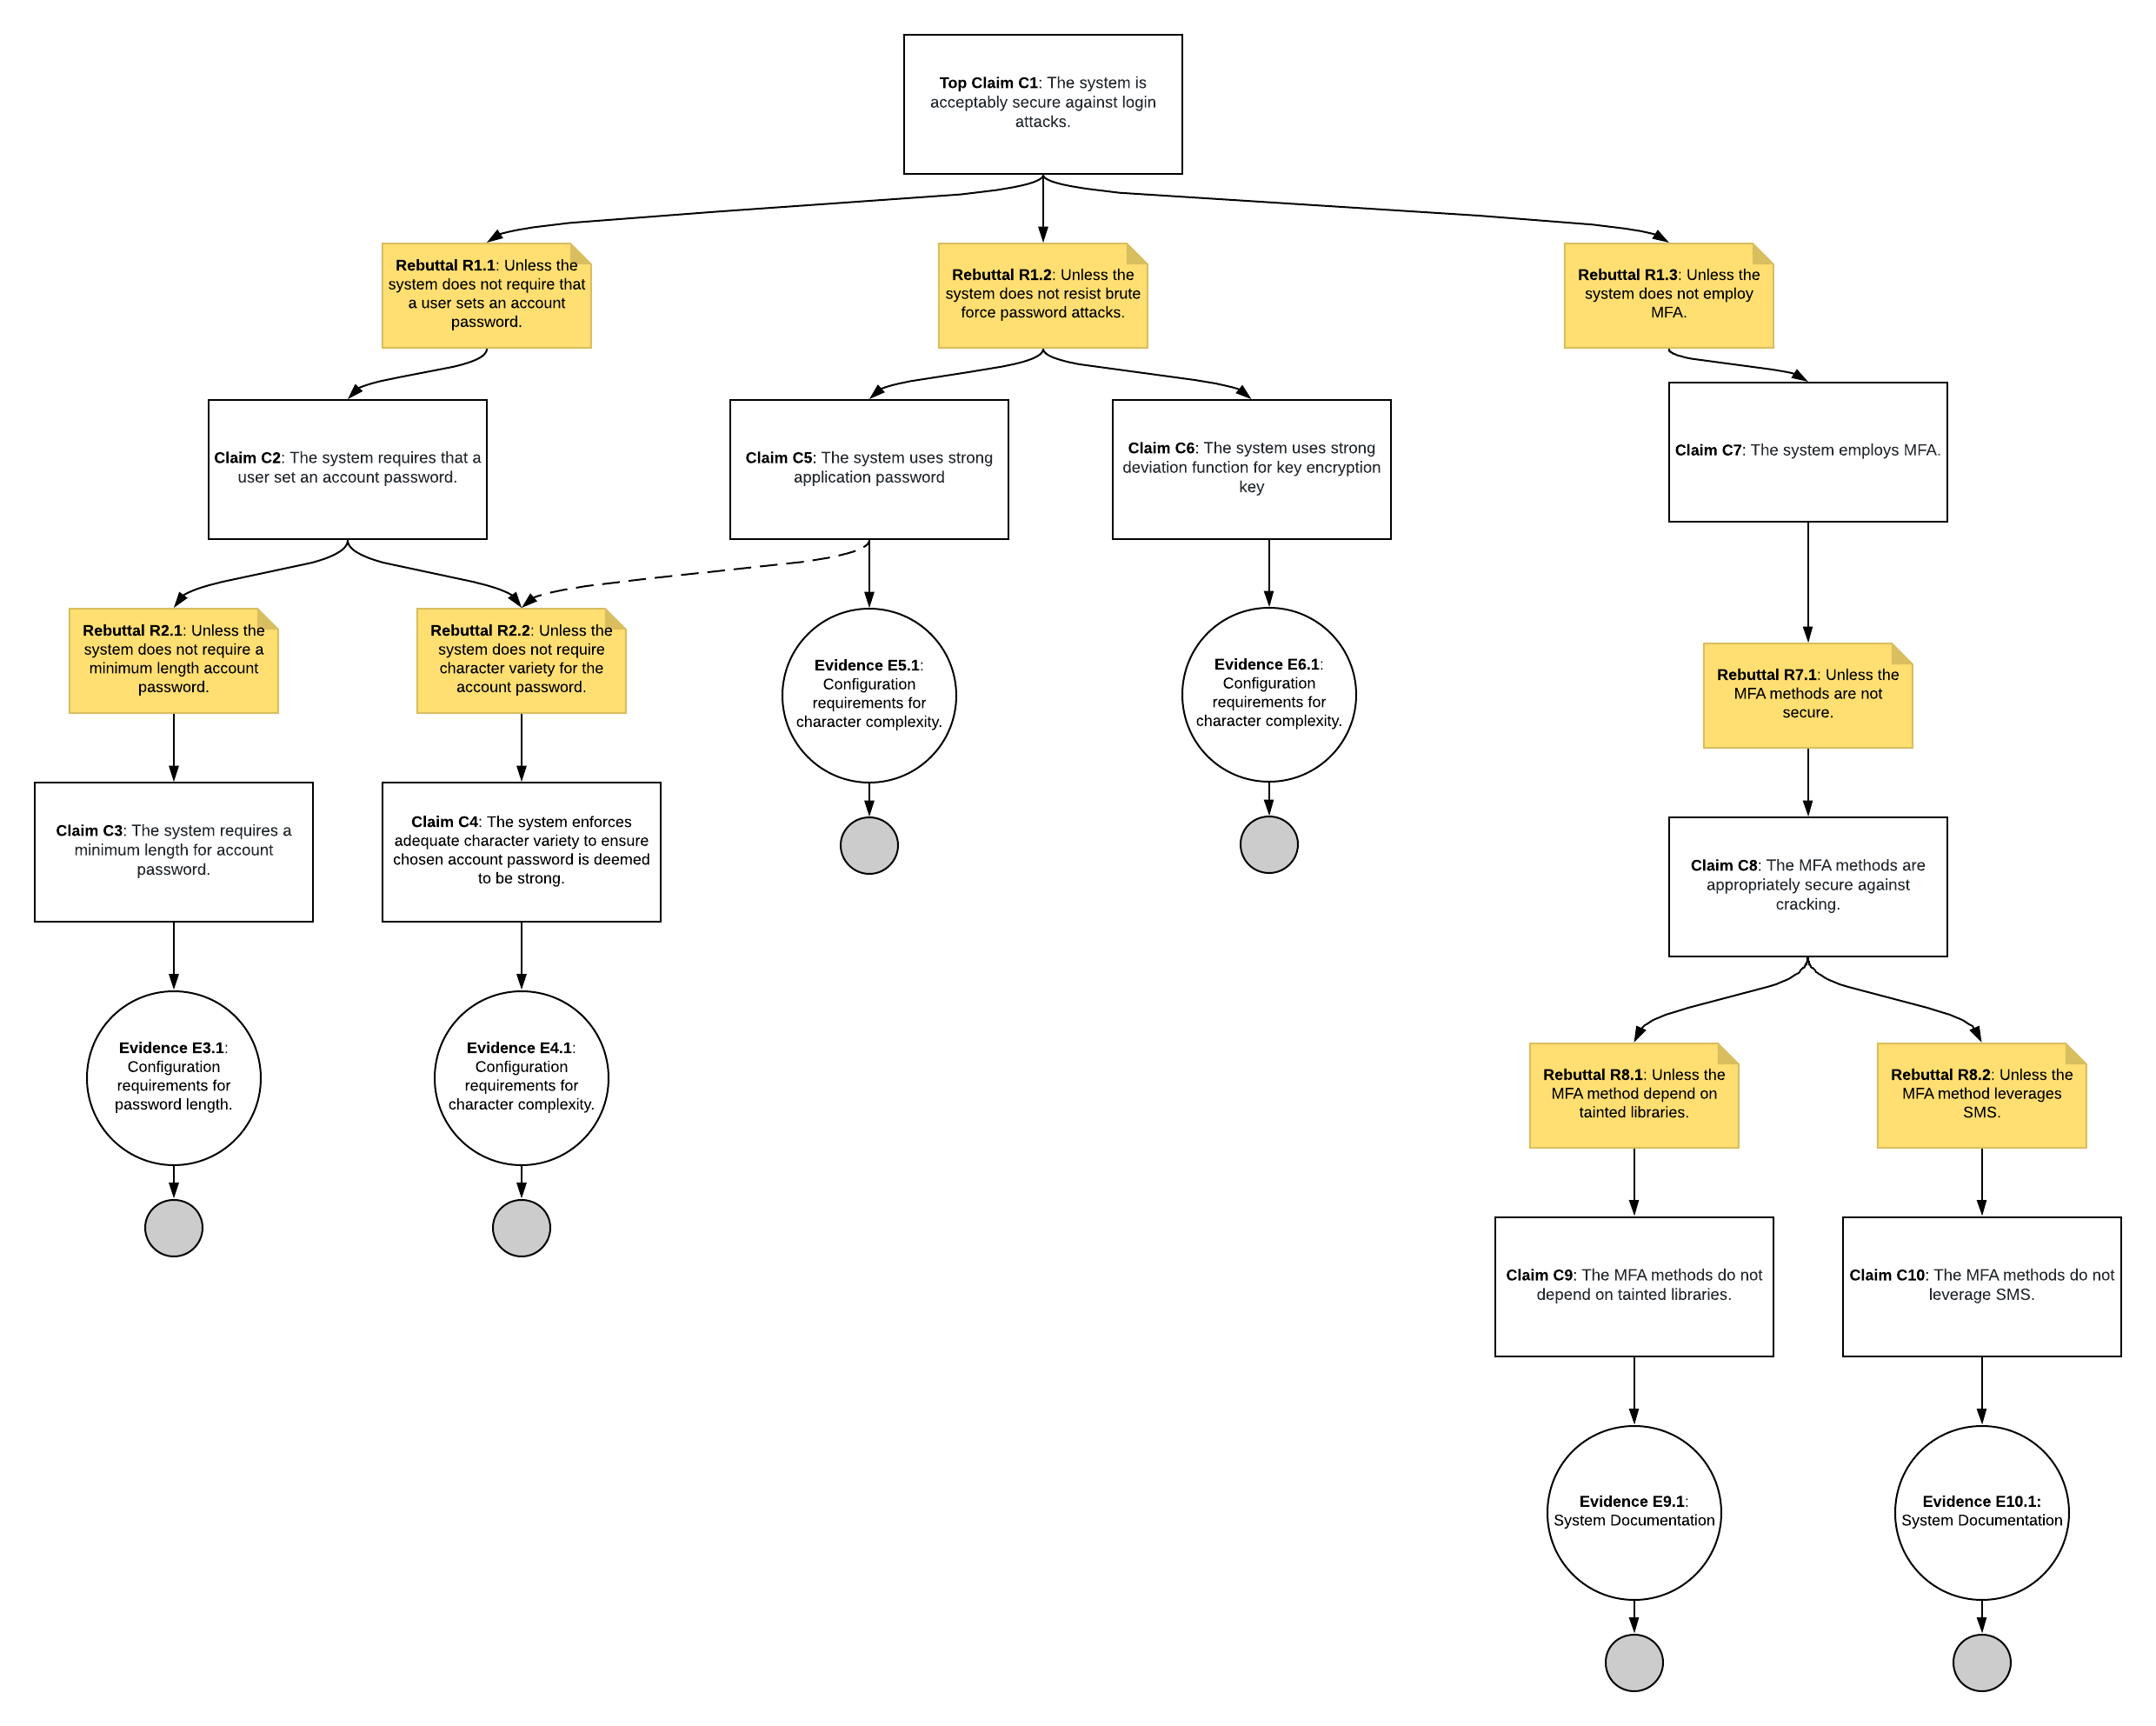 Top Claim C1: The system is
acceptably secure against login
attacks.
Rebuttal R1.1: Unless the
system does not require that
a user sets an account
password.
Rebuttal R1.2: Unless the
system does not resist brute
force password attacks.
Rebuttal R1.3: Unless the
system does not employ
MFA.
Claim C2: The system requires that a
user set an account password.
Claim C5: The system uses strong
application password
Claim C6: The system uses strong
deviation function for key encryption
key
Claim C7: The system employs MFA.
Rebuttal R2.1: Unless the
system does not require a
minimum length account
password.
Rebuttal R2.2: Unless the
system does not require
character variety for the
account password.
Evidence E5.1:
Configuration
requirements for
character complexity.
Evidence E6.1:
Configuration
requirements for
character complexity.
Rebuttal R7.1: Unless the
MFA methods are not
secure.
Claim C3: The system requires a
minimum length for account
password.
Claim C4: The system enforces
adequate character variety to ensure
chosen account password is deemed
to be strong.
Claim C8: The MFA methods are
appropriately secure against
cracking.
Evidence E3.1:
Configuration
requirements for
password length.
Evidence E4.1:
Configuration
requirements for
character complexity.
Rebuttal R8.1: Unless the
MFA method depend on
tainted libraries.
Rebuttal R8.2: Unless the
MFA method leverages
SMS.
Claim C9: The MFA methods do not
depend on tainted libraries.
Claim C10: The MFA methods do not
leverage SMS.
Evidence E9.1:
System Documentation
Evidence E10.1:
System Documentation